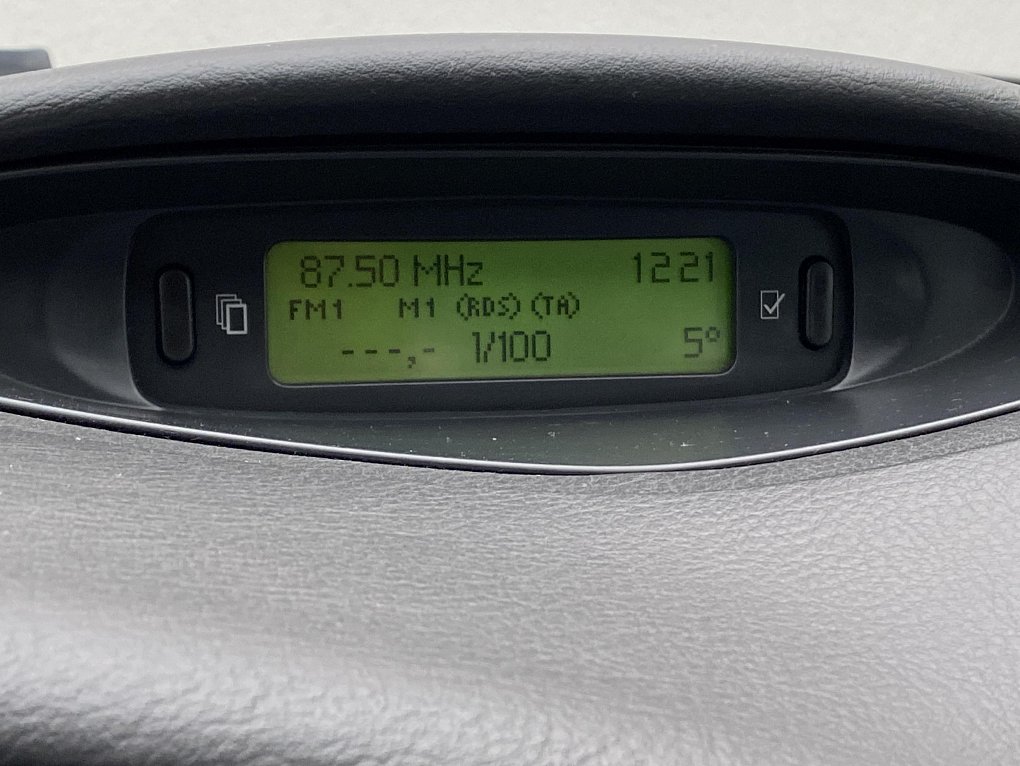 87.50 MHz 12 21
FM1 M1 (RDS) (TA)
---,- l/100 5°